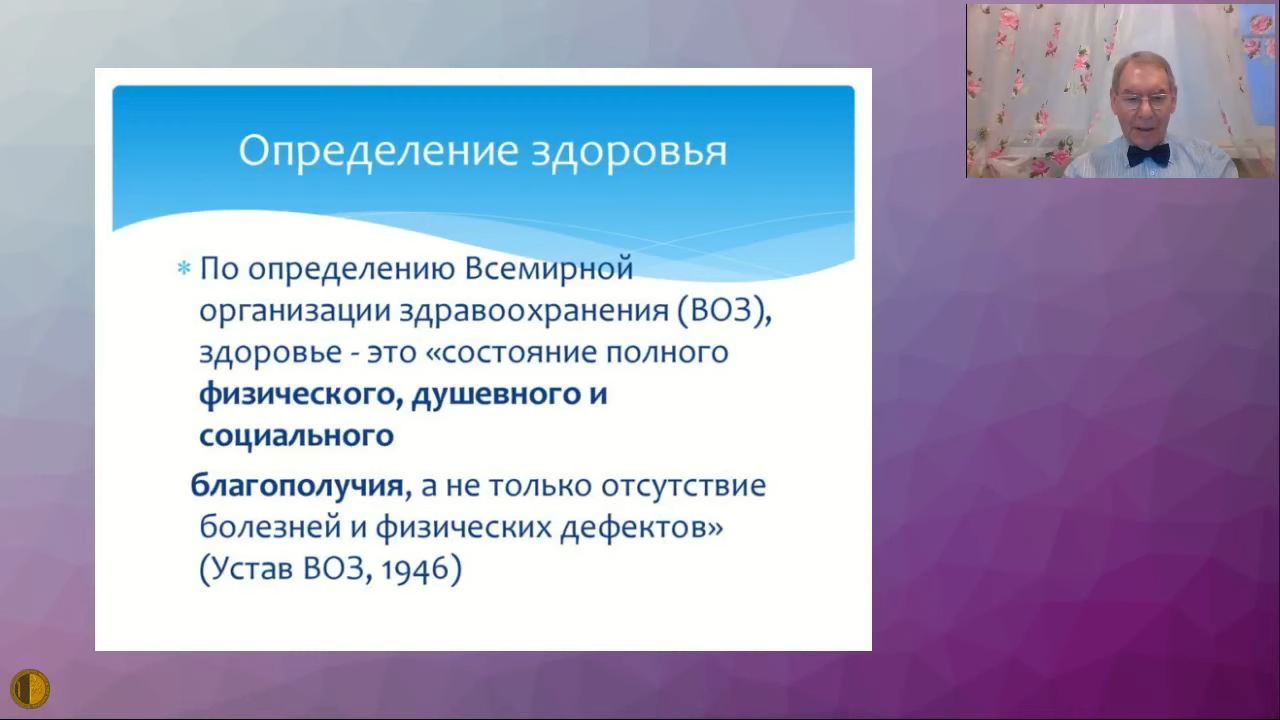 Определение здоровья
* По определению Всемирной
организации здравоохранения (ВОЗ),
здоровье - это «состояние полного
физического, душевного и
социального
благополучия, а не только отсутствие
болезней и физических дефектов»
(Устав ВОЗ, 1946)